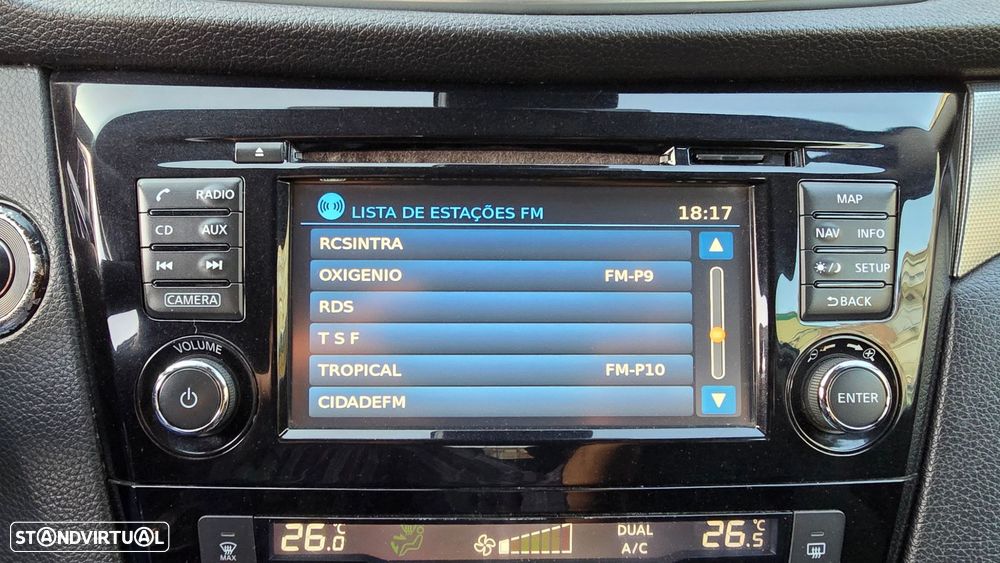 LISTA DE ESTAÇÕES FM 18:17
RCSINTRA
OXIGENIO FM-P9
RDS
T S F
TROPICAL FM-P10
CIDADEFM
RADIO
CD AUX
CAMERA
VOLUME
MAP
NAV INFO
SETUP
BACK
ENTER
MAX
26.0 °C
DUAL
A/C
26.5 °C
STANDVIRTUAL